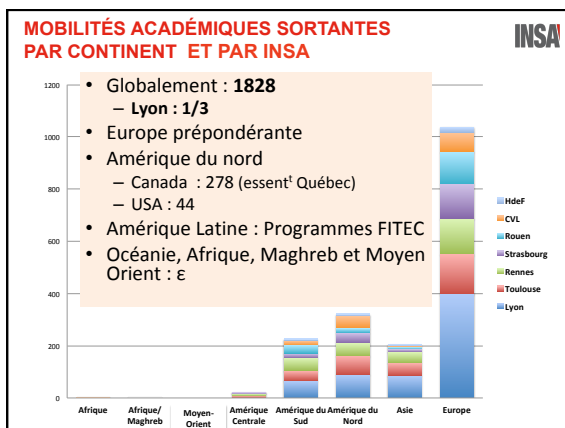 MOBILITÉS ACADÉMIQUES SORTANTES
PAR CONTINENT ET PAR INSA
INSA
• Globalement : 1828
– Lyon : 1/3
• Europe prépondérante
• Amérique du nord
– Canada : 278 (essentᵗ Québec)
– USA : 44
• Amérique Latine : Programmes FITEC
• Océanie, Afrique, Maghreb et Moyen
Orient : ε
1200
1000
800
600
400
200
0
HdeF
CVL
Rouen
Strasbourg
Rennes
Toulouse
Lyon
Afrique
Afrique/
Maghreb
Moyen-
Orient
Amérique
Centrale
Amérique du
Sud
Amérique du
Nord
Asie
Europe